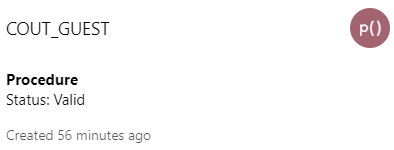 COUT_GUEST
p()
Procedure
Status: Valid
Created 56 minutes ago